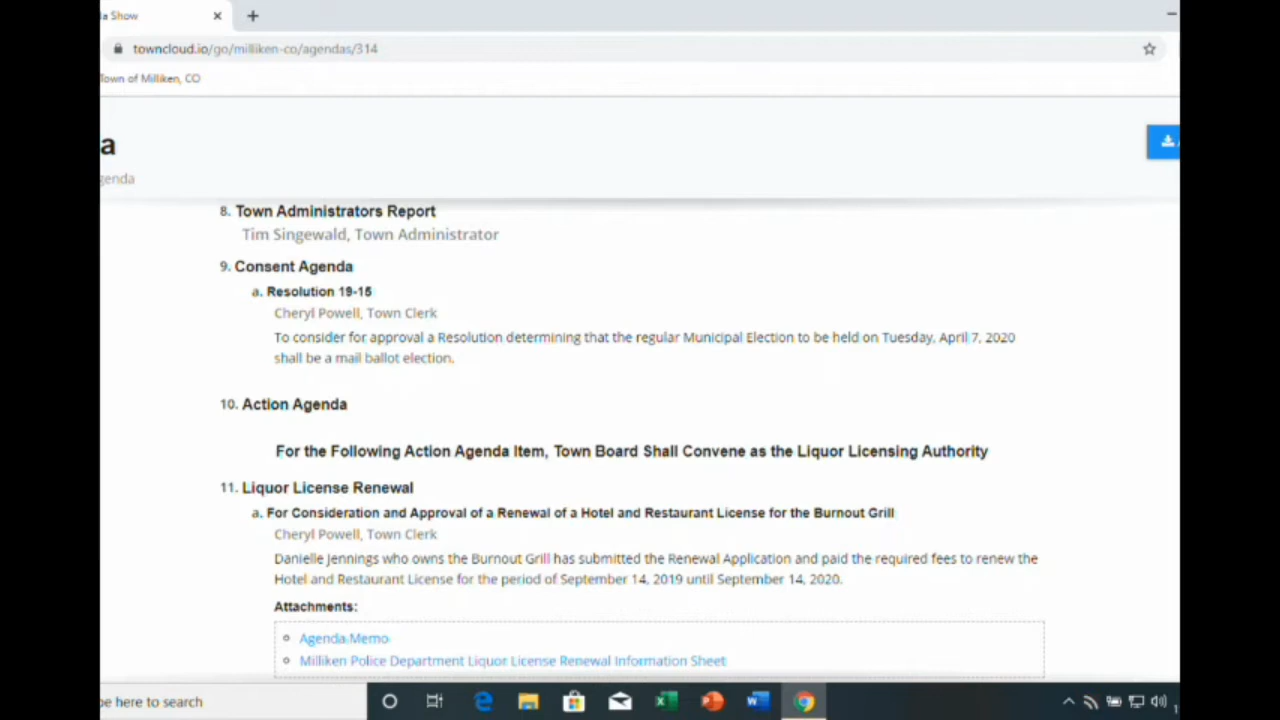 a Show
towncloud.io/go/milliken-co/agendas/314
Town of Milliken, CO
a
genda
8. Town Administrators Report
Tim Singewald, Town Administrator
9. Consent Agenda
a. Resolution 19-15
Cheryl Powell, Town Clerk
To consider for approval a Resolution determining that the regular Municipal Election to be held on Tuesday, April 7, 2020
shall be a mail ballot election.
10. Action Agenda
For the Following Action Agenda Item, Town Board Shall Convene as the Liquor Licensing Authority
11. Liquor License Renewal
a. For Consideration and Approval of a Renewal of a Hotel and Restaurant License for the Burnout Grill
Cheryl Powell, Town Clerk
Danielle Jennings who owns the Burnout Grill has submitted the Renewal Application and paid the required fees to renew the
Hotel and Restaurant License for the period of September 14, 2019 until September 14, 2020.
Attachments:
Agenda Memo
Milliken Police Department Liquor License Renewal Information Sheet
pe here to search